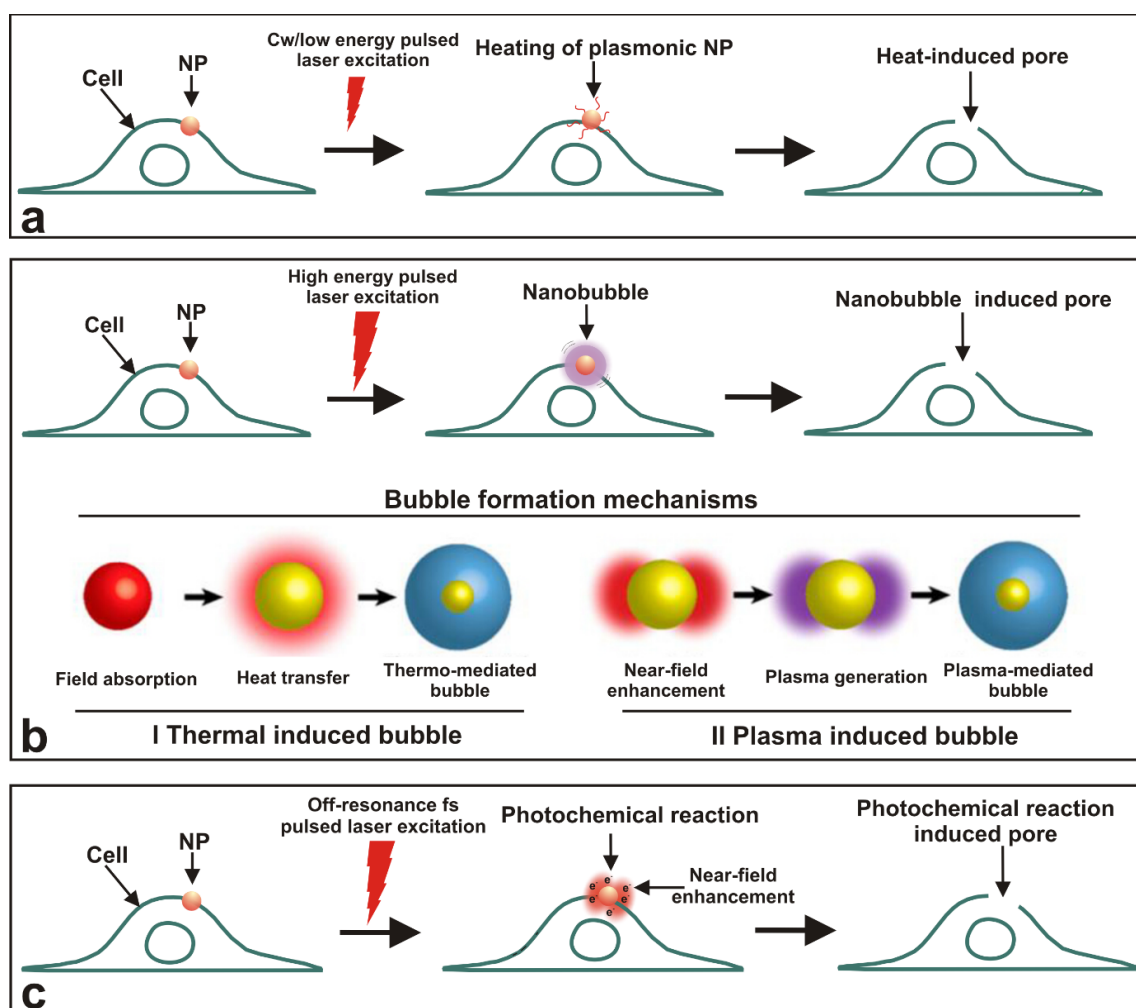 Cw/low energy pulsed
laser excitation
Heating of plasmonic NP
Heat-induced pore
NP
Cell
a
High energy pulsed
laser excitation
Nanobubble
Nanobubble induced pore
NP
Cell
Bubble formation mechanisms
Field absorption
Heat transfer
Thermo-mediated
bubble
Near-field
enhancement
Plasma generation
Plasma-mediated
bubble
b
I Thermal induced bubble
II Plasma induced bubble
Off-resonance fs
pulsed laser excitation
Photochemical reaction
Photochemical reaction
induced pore
NP
Cell
e-
e-
e-
e-
e-
e-
Near-field
enhancement
c